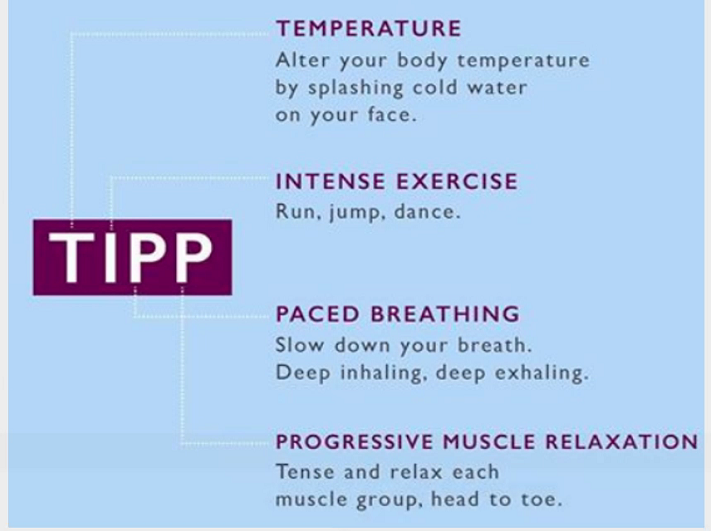 TEMPERATURE
Alter your body temperature
by splashing cold water
on your face.
INTENSE EXERCISE
Run, jump, dance.
TIPP
PACED BREATHING
Slow down your breath.
Deep inhaling, deep exhaling.
PROGRESSIVE MUSCLE RELAXATION
Tense and relax each
muscle group, head to toe.